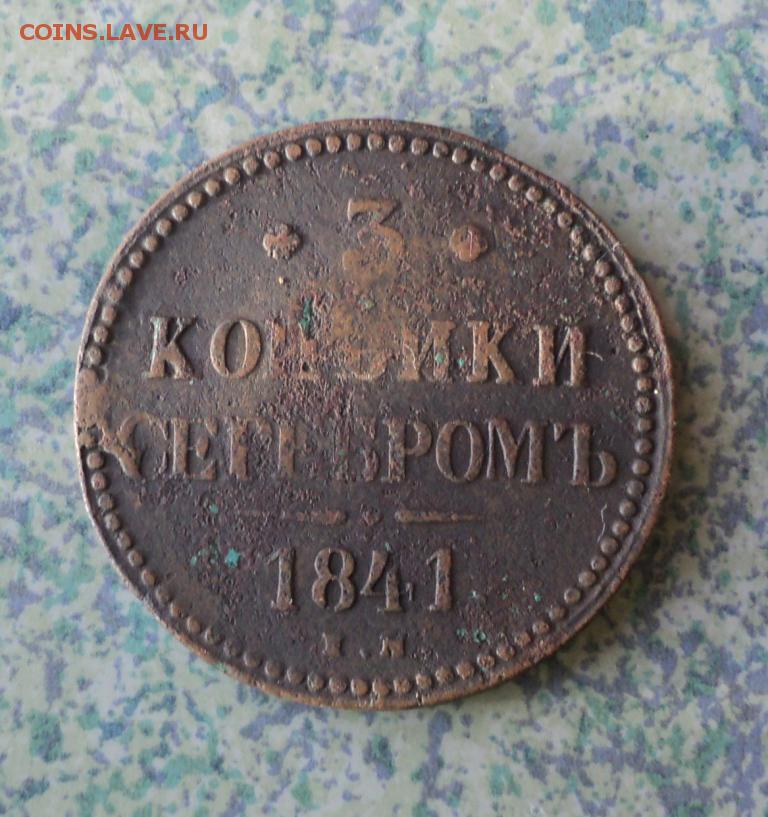 COINS.LAVE.RU
3
КОПѢЙКИ
СЕРЕБРОМЪ
1841